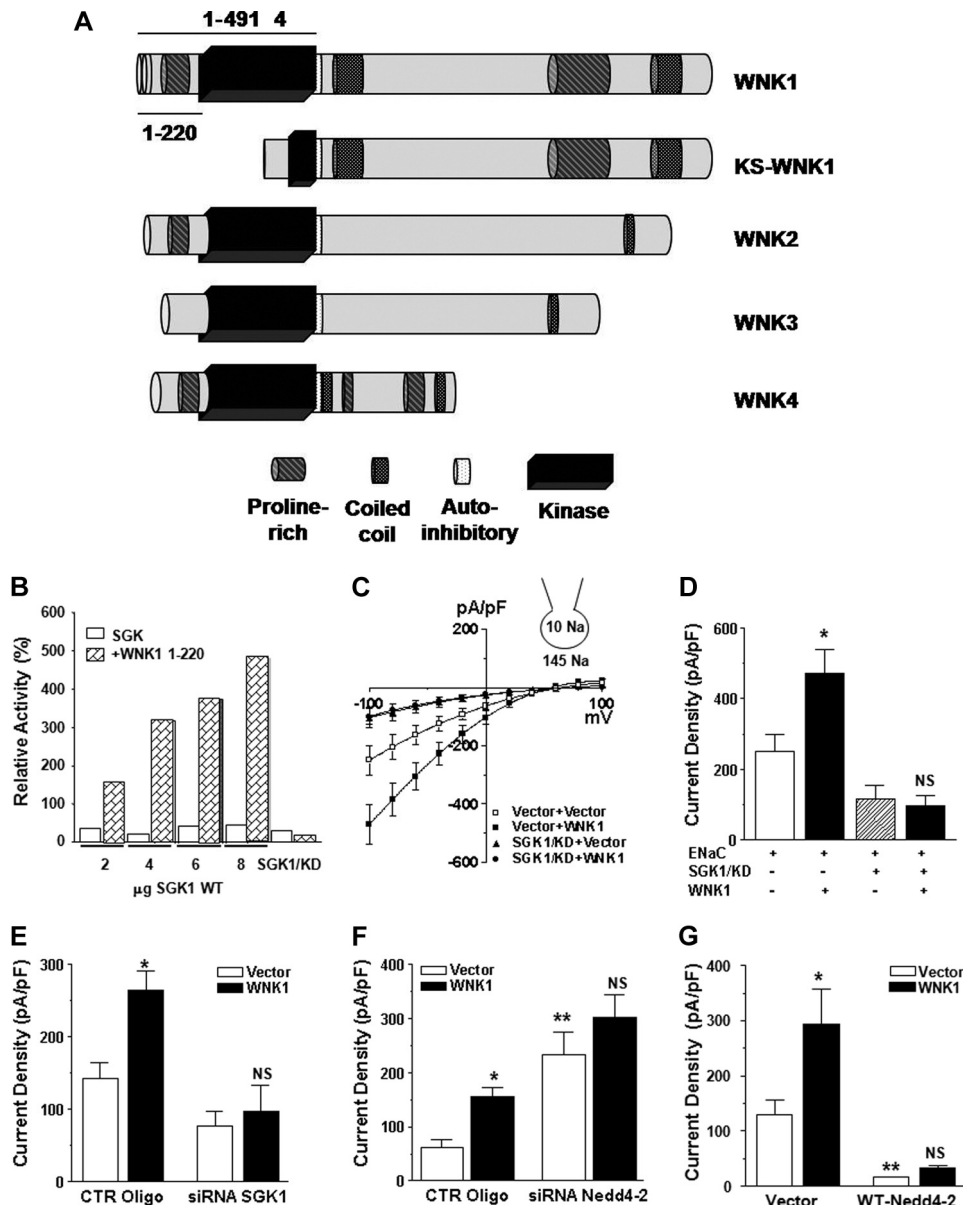 A
1-491 4
WNK1
1-220
KS-WNK1
WNK2
WNK3
WNK4
Proline-rich
Coiled coil
Auto-inhibitory
Kinase
B
Relative Activity (%)
600
500
400
300
200
100
0
SGK
+WNK1 1-220
2 4 6 8 SGK1/KD
µg SGK1 WT
C
pA/pF
200
10 Na
145 Na
-100
100
mV
-200
-400
-600
Vector+Vector
Vector+WNK1
SGK1/KD+Vector
SGK1/KD+WNK1
D
Current Density (pA/pF)
600
400
200
0
*
NS
ENaC + + + +
SGK1/KD - - + +
WNK1 - + - +
E
Current Density (pA/pF)
300
200
100
0
Vector
WNK1
*
NS
CTR Oligo
siRNA SGK1
F
Current Density (pA/pF)
400
300
200
100
0
Vector
WNK1
*
**
NS
CTR Oligo
siRNA Nedd4-2
G
Current Density (pA/pF)
400
300
200
100
0
Vector
WNK1
*
**
NS
Vector
WT-Nedd4-2